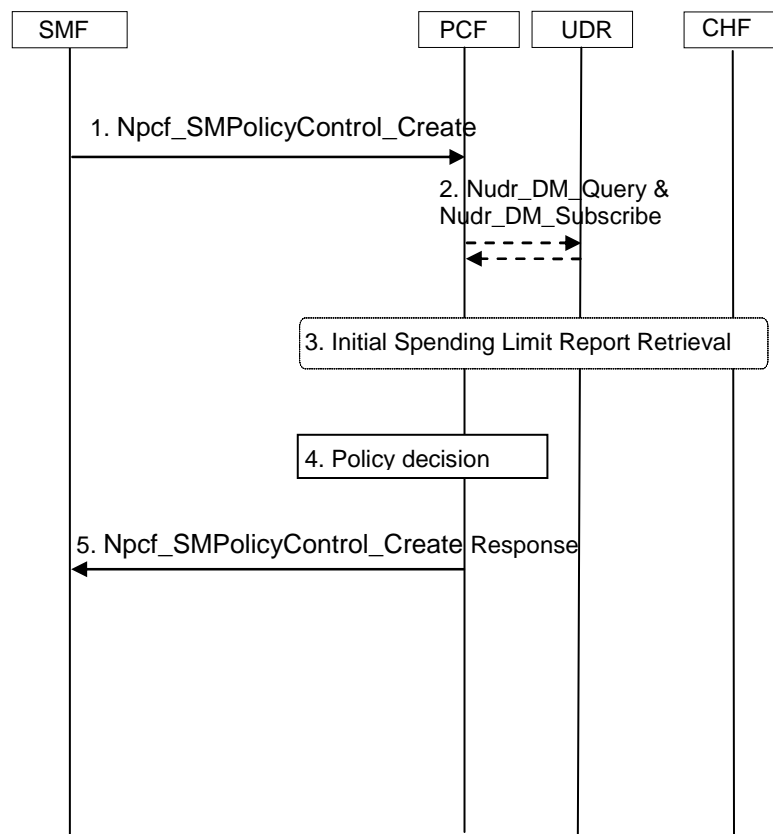 SMF
PCF
UDR
CHF
1. Npcf_SMPolicyControl_Create
2. Nudr_DM_Query &
Nudr_DM_Subscribe
3. Initial Spending Limit Report Retrieval
4. Policy decision
5. Npcf_SMPolicyControl_Create Response